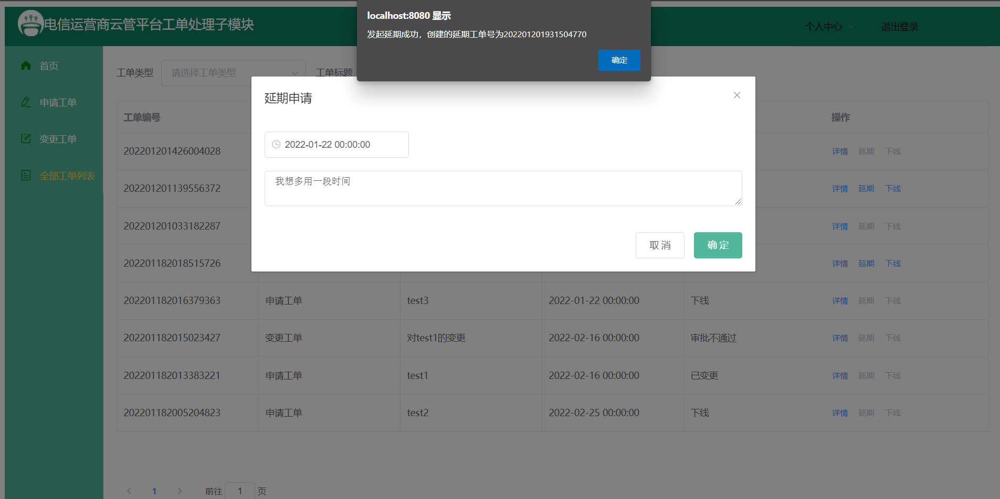 localhost:8080 显示
发起延期成功，创建的延期工单号为202201201931504770
确定
电信运营商云管平台工单处理子模块
个人中心
退出登录
首页
申请工单
变更工单
全部工单列表
工单类型
请选择工单类型
工单标题
延期申请
2022-01-22 00:00:00
我想多用一段时间
取消
确定
工单编号 操作
202201201426004028 详情 延期 下线
202201201139556372 详情 延期 下线
202201201033182287 详情 延期 下线
202201182018515726 详情 延期 下线
202201182016379363 申请工单 test3 2022-01-22 00:00:00 下线 详情 延期 下线
202201182015023427 变更工单 对test1的变更 2022-02-16 00:00:00 审批不通过 详情 延期 下线
202201182013383221 申请工单 test1 2022-02-16 00:00:00 已变更 详情 延期 下线
202201182005204823 申请工单 test2 2022-02-25 00:00:00 下线 详情 延期 下线
1 前往 1 页